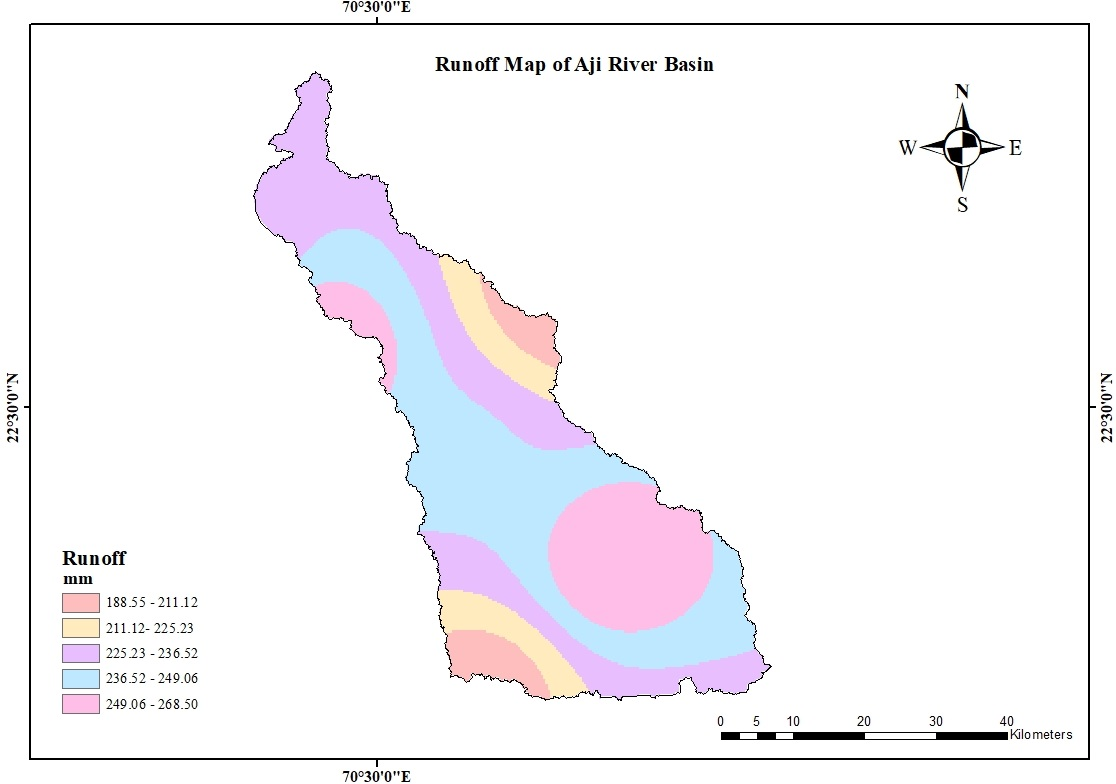 70°30'0"E
Runoff Map of Aji River Basin
N
W E
S
22°30'0"N
22°30'0"N
Runoff
mm
188.55 - 211.12
211.12- 225.23
225.23 - 236.52
236.52 - 249.06
249.06 - 268.50
0 5 10 20 30 40
Kilometers
70°30'0"E